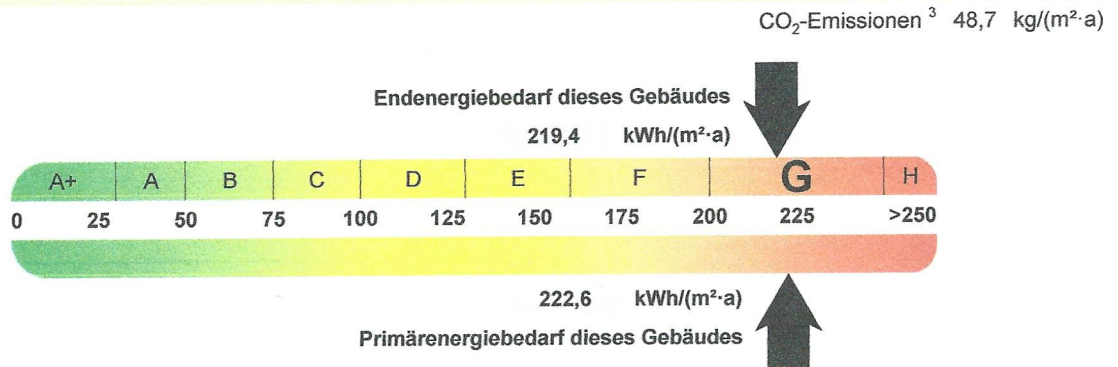 CO₂-Emissionen ³ 48,7 kg/(m²·a)
Endenergiebedarf dieses Gebäudes
219,4 kWh/(m²·a)
A+ A B C D E F G H
0 25 50 75 100 125 150 175 200 225 >250
222,6 kWh/(m²·a)
Primärenergiebedarf dieses Gebäudes